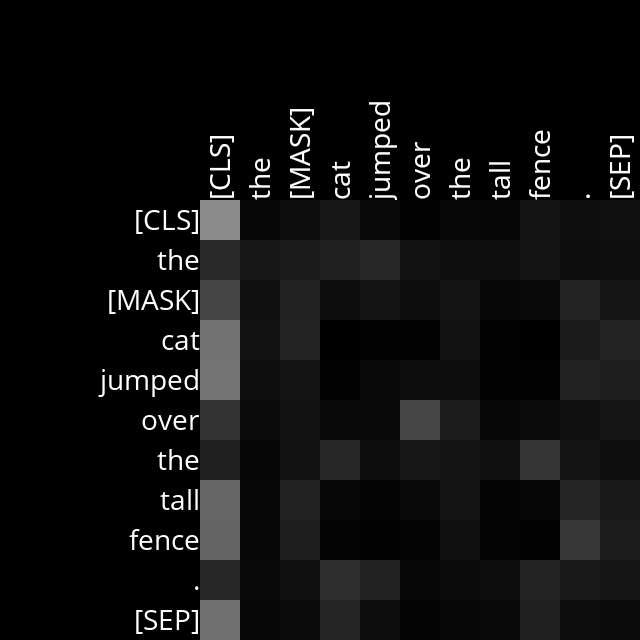 [CLS]
the
[MASK]
cat
jumped
over
the
tall
fence
.
[SEP]
[CLS]
the
[MASK]
cat
jumped
over
the
tall
fence
.
[SEP]